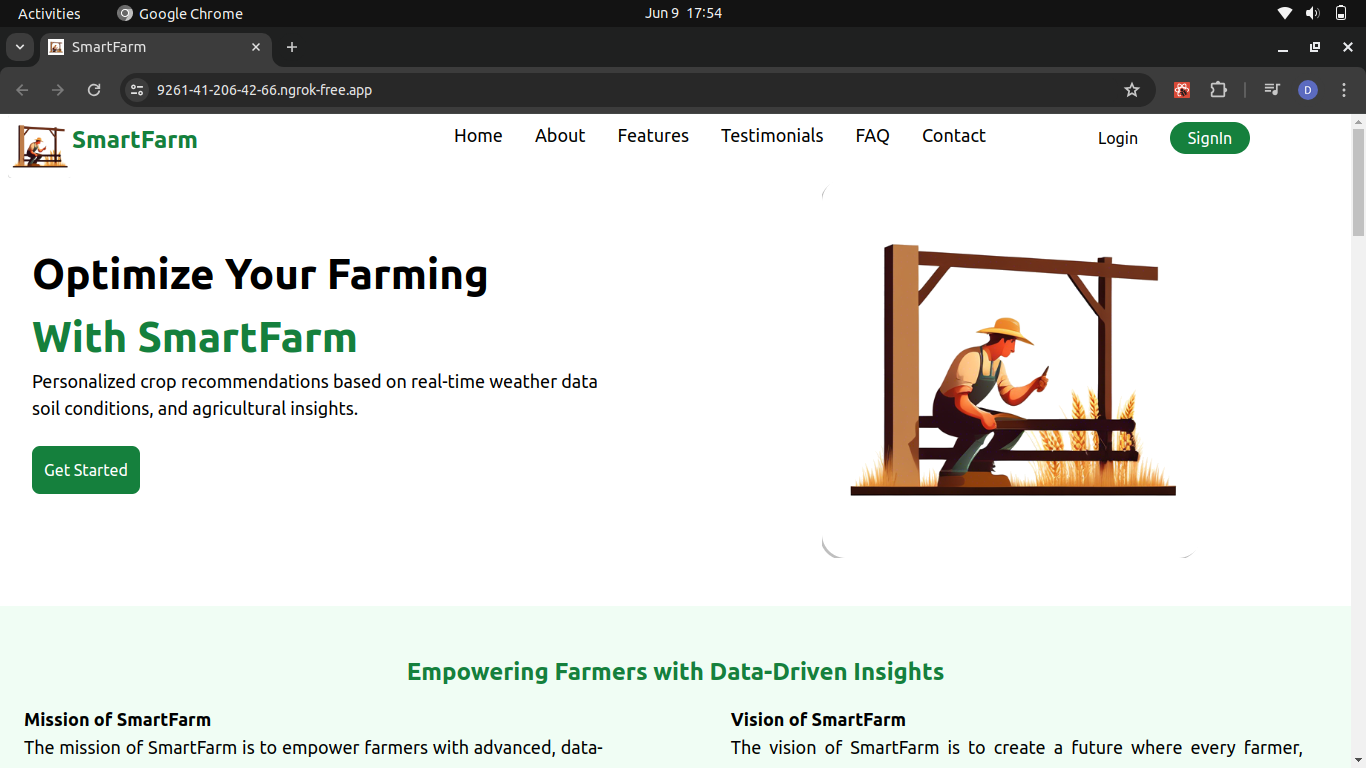 Activities
Google Chrome
Jun 9 17:54
SmartFarm
9261-41-206-42-66.ngrok-free.app
D
SmartFarm
Home
About
Features
Testimonials
FAQ
Contact
Login
SignIn
Optimize Your Farming
With SmartFarm
Personalized crop recommendations based on real-time weather data
soil conditions, and agricultural insights.
Get Started
Empowering Farmers with Data-Driven Insights
Mission of SmartFarm
The mission of SmartFarm is to empower farmers with advanced, data-
Vision of SmartFarm
The vision of SmartFarm is to create a future where every farmer,